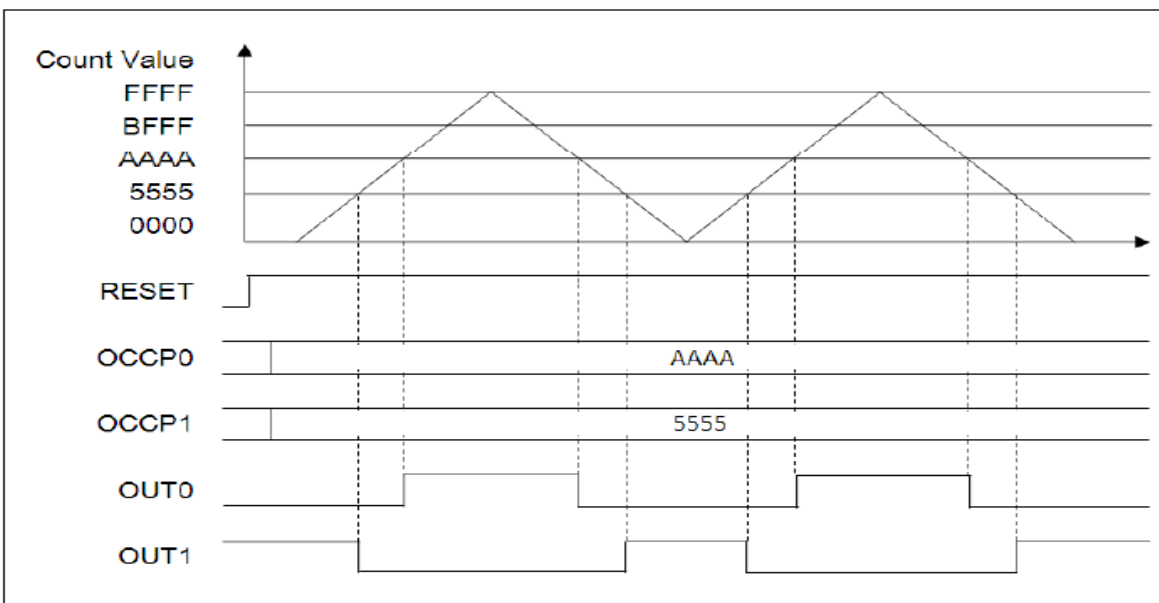 Count Value
FFFF
BFFF
AAAA
5555
0000
RESET
OCCP0
AAAA
OCCP1
5555
OUT0
OUT1